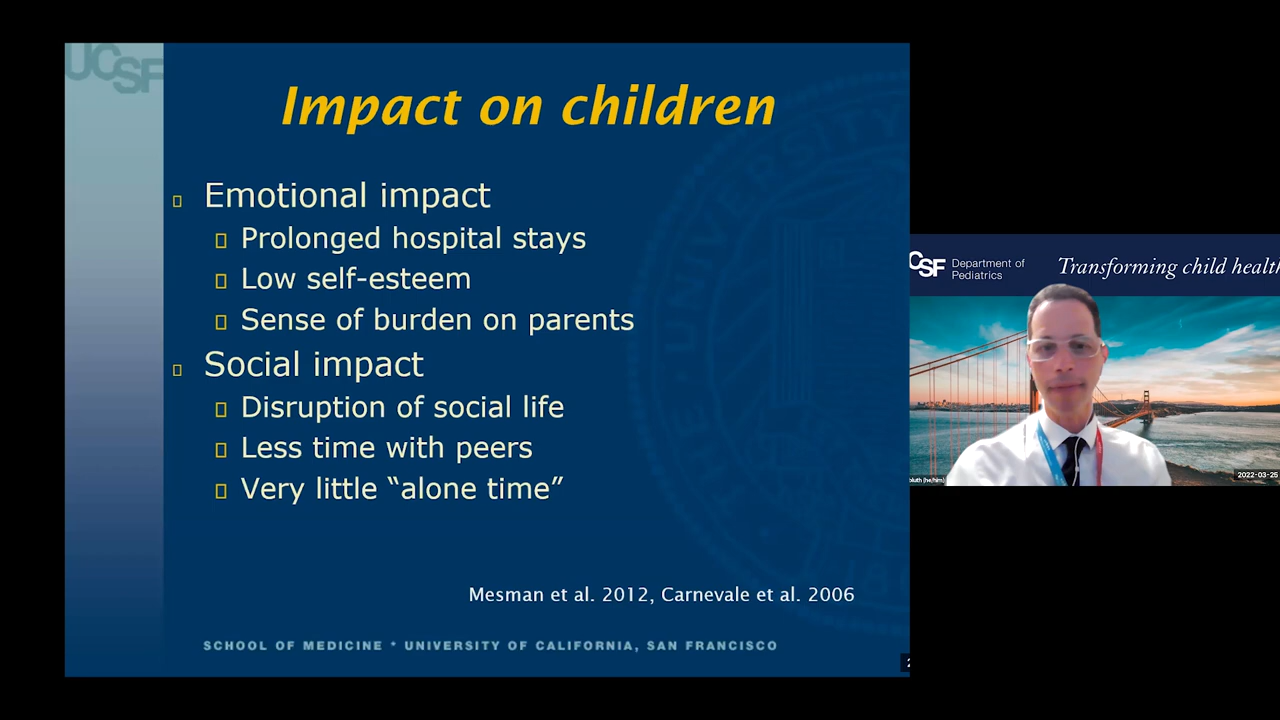 UCSF
Impact on children
Emotional impact
Prolonged hospital stays
Low self-esteem
Sense of burden on parents
Social impact
Disruption of social life
Less time with peers
Very little “alone time”
Mesman et al. 2012, Carnevale et al. 2006
SCHOOL OF MEDICINE * UNIVERSITY OF CALIFORNIA, SAN FRANCISCO
UNIVERSITY
CSF
Department of
Pediatrics
Transforming child health
(he/him)
2022-03-25